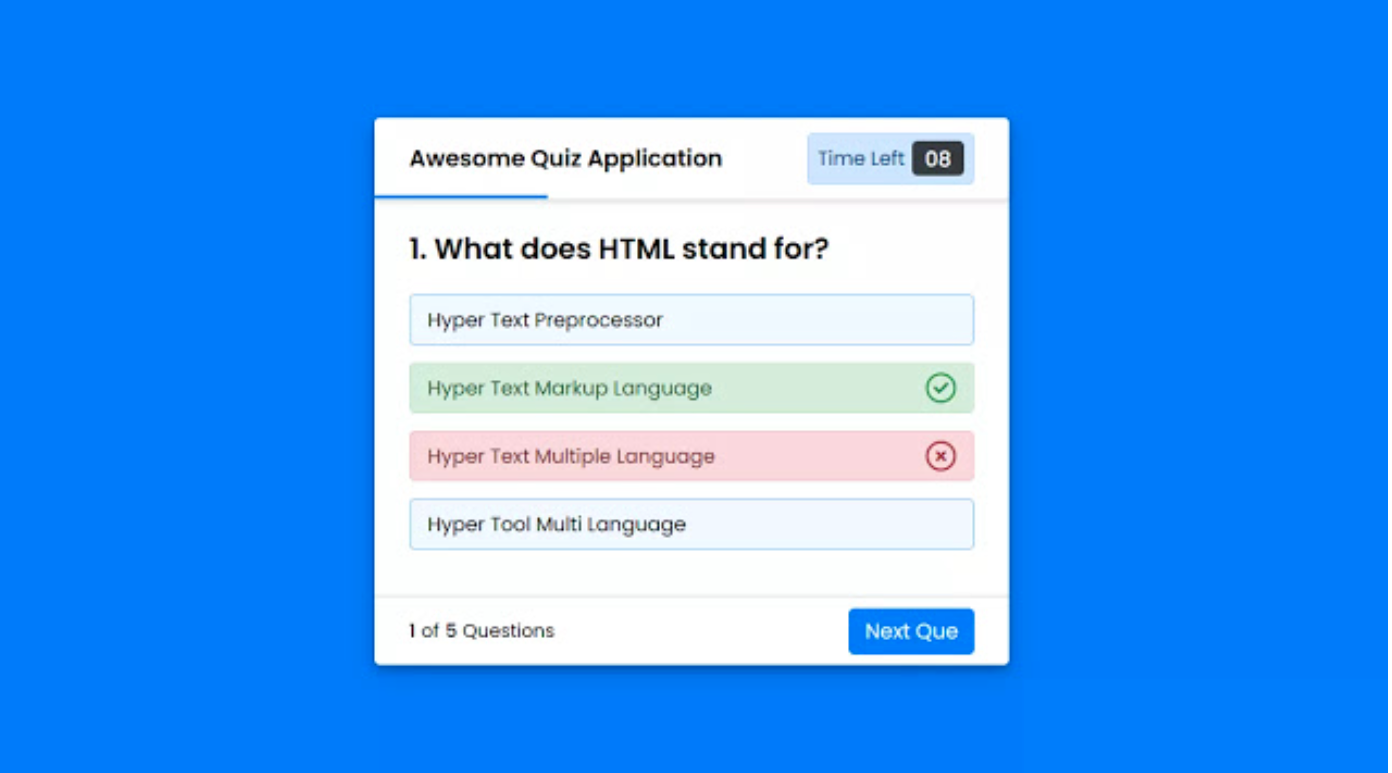 Awesome Quiz Application
Time Left 08
1. What does HTML stand for?
Hyper Text Preprocessor
Hyper Text Markup Language
Hyper Text Multiple Language
Hyper Tool Multi Language
1 of 5 Questions
Next Que